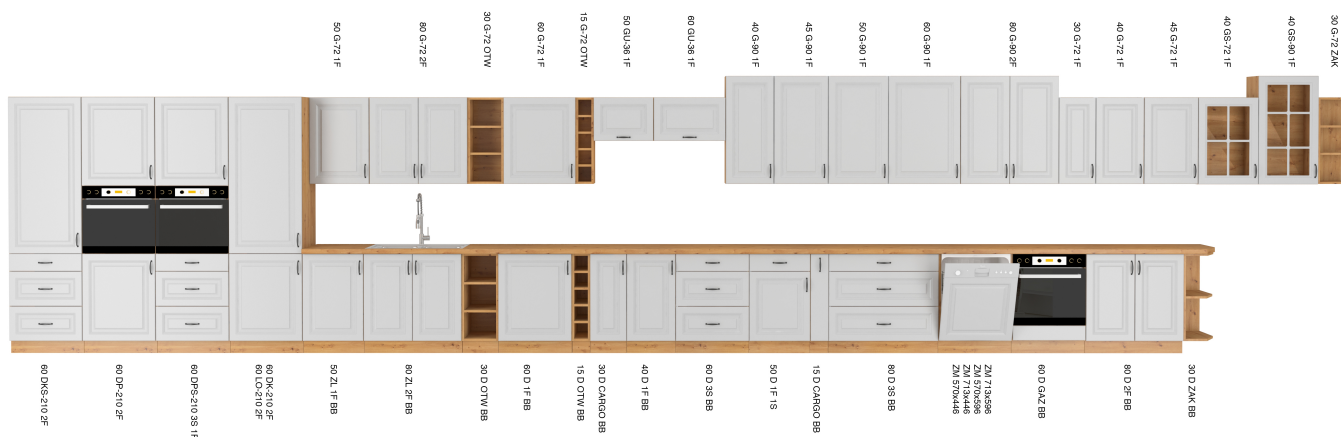 50 G-72 1F
80 G-72 2F
30 G-72 OTW
60 G-72 1F
15 G-72 OTW
50 GU-36 1F
60 GU-36 1F
40 G-90 1F
45 G-90 1F
50 G-90 1F
60 G-90 1F
80 G-90 2F
30 G-72 1F
40 G-72 1F
45 G-72 1F
40 GS-72 1F
40 GS-90 1F
30 G-72 ZAK
60 DKS-210 2F
60 DP-210 2F
60 DPS-210 3S 1F
60 DK-210 2F
60 LO-210 2F
50 ZL 1F BB
80 ZL 2F BB
30 D OTW BB
60 D 1F BB
15 D OTW BB
30 D CARGO BB
40 D 1F BB
60 D 3S BB
50 D 1F 1S
15 D CARGO BB
80 D 3S BB
ZM 713x596
ZM 570x596
ZM 713x446
ZM 570x446
60 D GAZ BB
80 D 2F BB
30 D ZAK BB